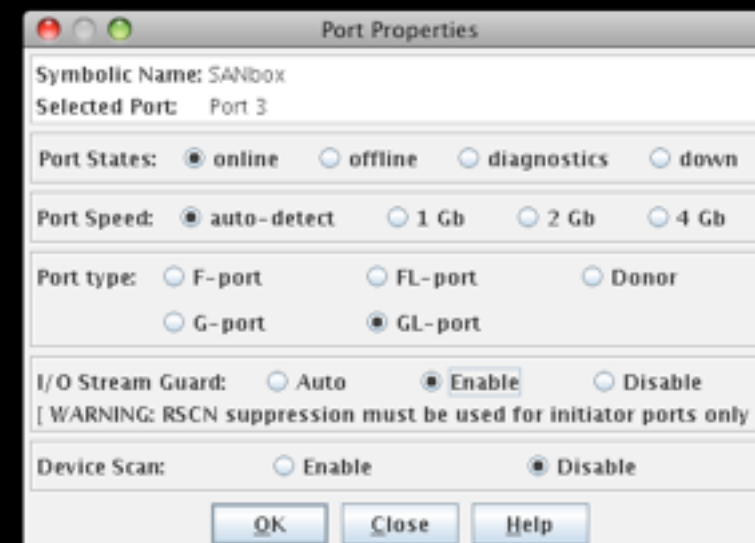 Port Properties
Symbolic Name: SANbox
Selected Port: Port 3
Port States: online offline diagnostics down
Port Speed: auto-detect 1 Gb 2 Gb 4 Gb
Port type: F-port FL-port Donor
G-port GL-port
I/O Stream Guard: Auto Enable Disable
[ WARNING: RSCN suppression must be used for initiator ports only
Device Scan: Enable Disable
OK Close Help